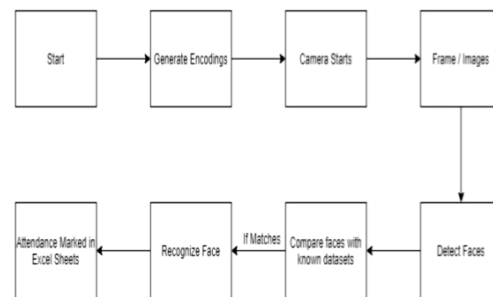 Start
Generate Encodings
Camera Starts
Frame / Images
Detect Faces
Compare faces with
known datasets
If Matches
Recognize Face
Attendance Marked in
Excel Sheets